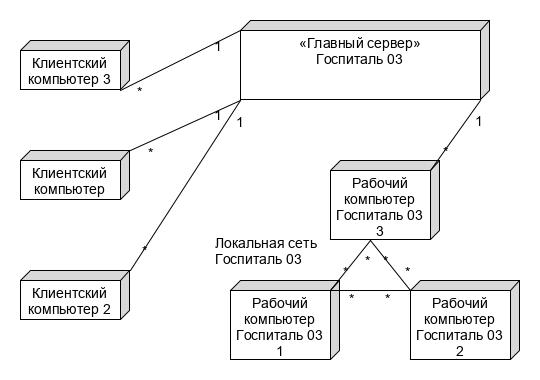 «Главный сервер»
Госпиталь 03
Клиентский
компьютер 3
1
*
Клиентский
компьютер
1
*
1
*
Клиентский
компьютер 2
1
*
Рабочий
компьютер
Госпиталь 03
3
Локальная сеть
Госпиталь 03
*
*
*
*
*
*
Рабочий
компьютер
Госпиталь 03
1
Рабочий
компьютер
Госпиталь 03
2